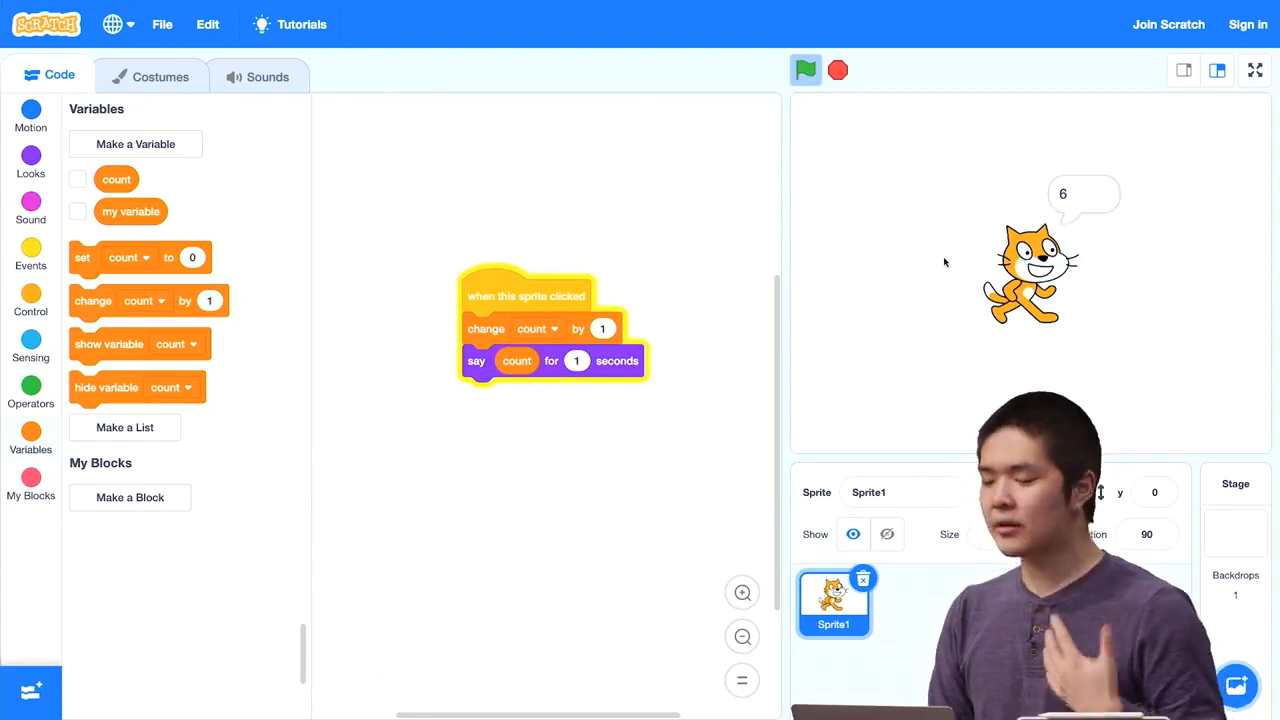 SCRATCH File Edit Tutorials Join Scratch Sign in
Code Costumes Sounds
Motion
Looks
Sound
Events
Control
Sensing
Operators
Variables
My Blocks
Variables
Make a Variable
count
my variable
set count to 0
change count by 1
show variable count
hide variable count
Make a List
My Blocks
Make a Block
when this sprite clicked
change count by 1
say count for 1 seconds
6
Sprite Sprite1 y 0
Show Size tion 90
Sprite1
Stage
Backdrops
1